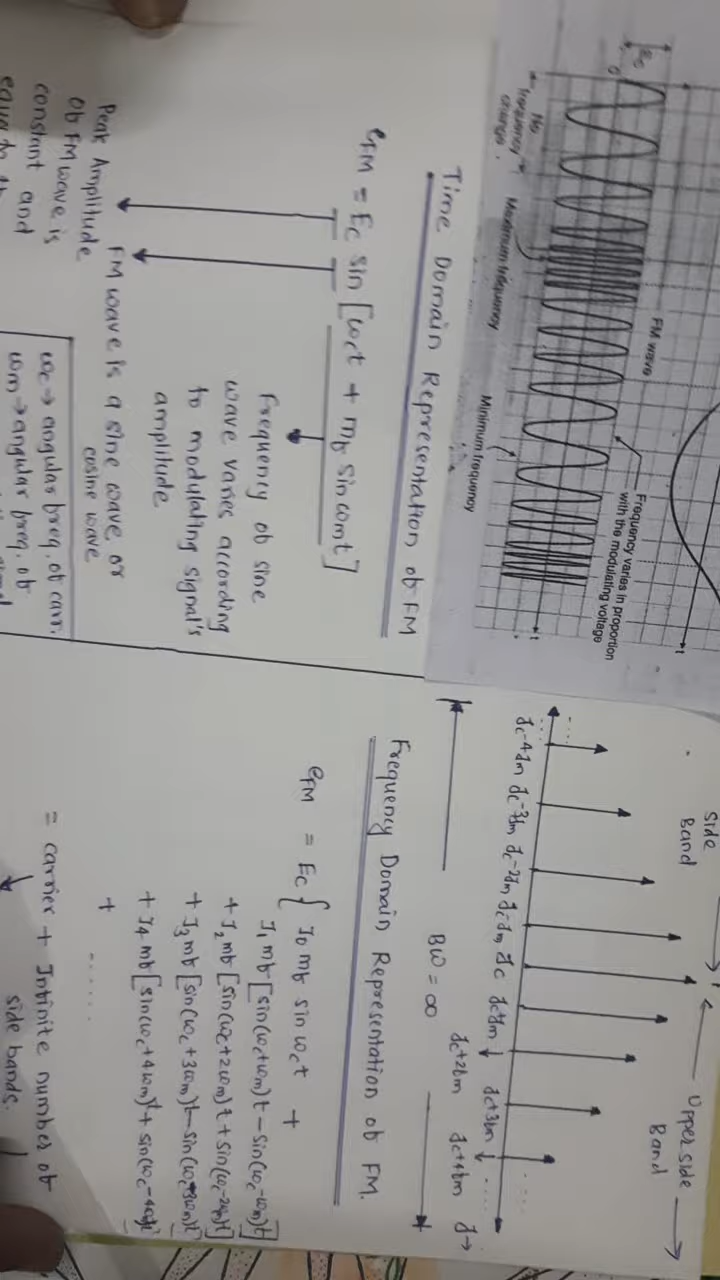 Ec
0
No
frequency
change.
Maximum frequency
FM wave
Minimum frequency
Frequency varies in proportion
with the modulating voltage
t
t
Time Domain Representation of FM
eFM = Ec sin [ωct + mf sin ωmt]
Frequency of sine
wave varies according
to modulating signal's
amplitude
FM wave is a sine wave or
cosine wave
Peak Amplitude
of FM wave is
constant and
ωc → angular freq. of carr.
ωm → angular freq. of
Side
Band
Upper side
Band
fc-4fm fc-3fm fc-2fm fc-fm fc fc+fm fc+2fm fc+3fm fc+4fm f→
BW = ∞
Frequency Domain Representation of FM.
eFM = Ec { J0 mf sin ωct +
J1 mf [sin(ωc+ωm)t - sin(ωc-ωm)t]
+ J2 mf [sin(ωc+2ωm)t + sin(ωc-2ωm)t]
+ J3 mf [sin(ωc+3ωm)t - sin(ωc-3ωm)t]
+ J4 mf [sin(ωc+4ωm)t + sin(ωc-4ωm)t]
+ ......
= carrier + Infinite number of
side bands.